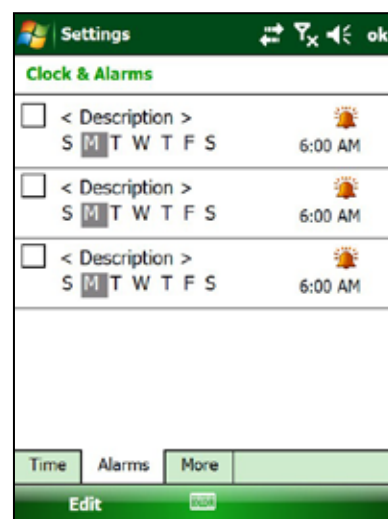 Settings ok
Clock & Alarms
< Description >
S M T W T F S 6:00 AM
< Description >
S M T W T F S 6:00 AM
< Description >
S M T W T F S 6:00 AM
Time Alarms More
Edit